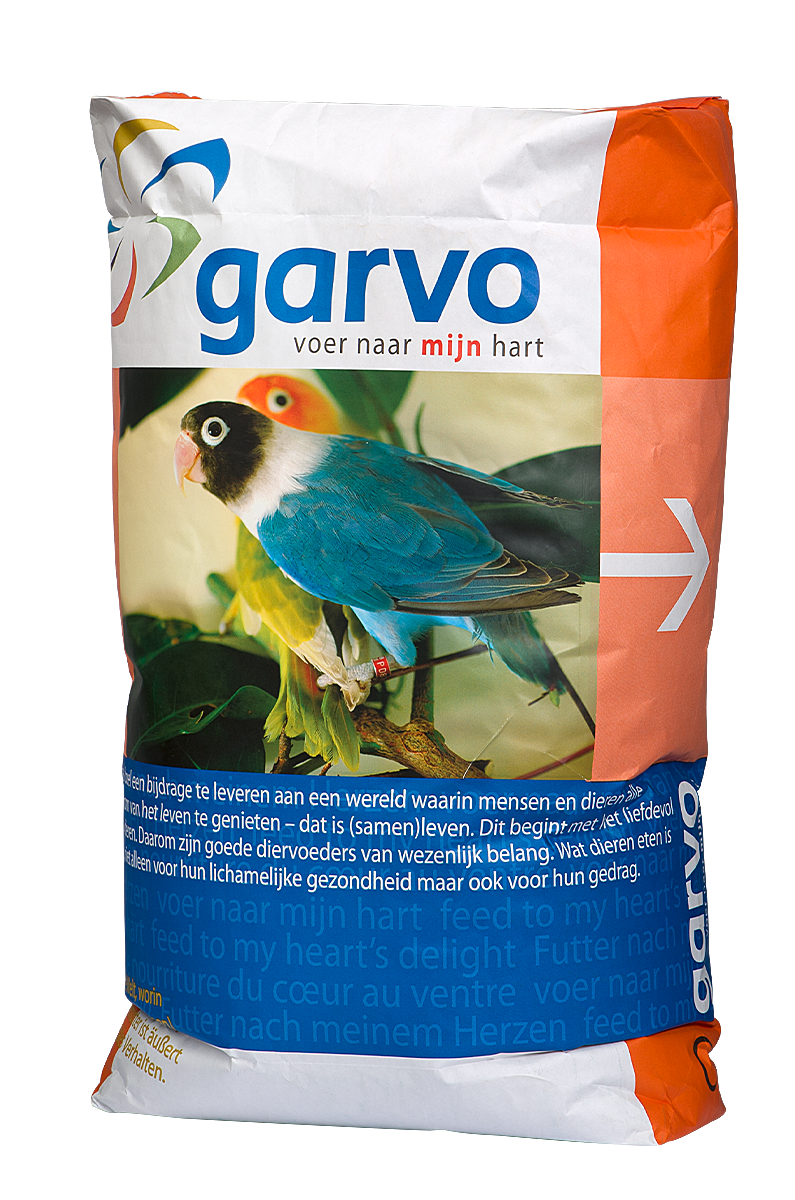 garvo
voer naar mijn hart
een bijdrage te leveren aan een wereld waarin mensen en dieren alle
van het leven te genieten – dat is (samen)leven. Dit begint met het liefdevol
Daarom zijn goede diervoeders van wezenlijk belang. Wat dieren eten is
alleen voor hun lichamelijke gezondheid maar ook voor hun gedrag.
voer naar mijn hart feed to my heart's
feed to my heart's delight Futter nach
nourriture du cœur au ventre voer naar
Futter nach meinem Herzen feed to
worin
ist äußert
Verhalten.
garvo